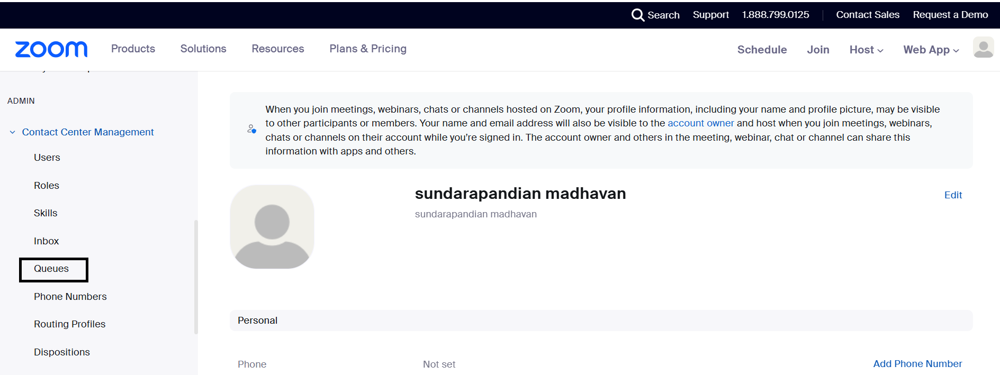 Search Support 1.888.799.0125 Contact Sales Request a Demo
zoom Products Solutions Resources Plans & Pricing Schedule Join Host Web App
ADMIN
Contact Center Management
Users
Roles
Skills
Inbox
Queues
Phone Numbers
Routing Profiles
Dispositions
When you join meetings, webinars, chats or channels hosted on Zoom, your profile information, including your name and profile picture, may be visible
to other participants or members. Your name and email address will also be visible to the account owner and host when you join meetings, webinars,
chats or channels on their account while you’re signed in. The account owner and others in the meeting, webinar, chat or channel can share this
information with apps and others.
sundarapandian madhavan
Edit
sundarapandian madhavan
Personal
Phone Not set Add Phone Number